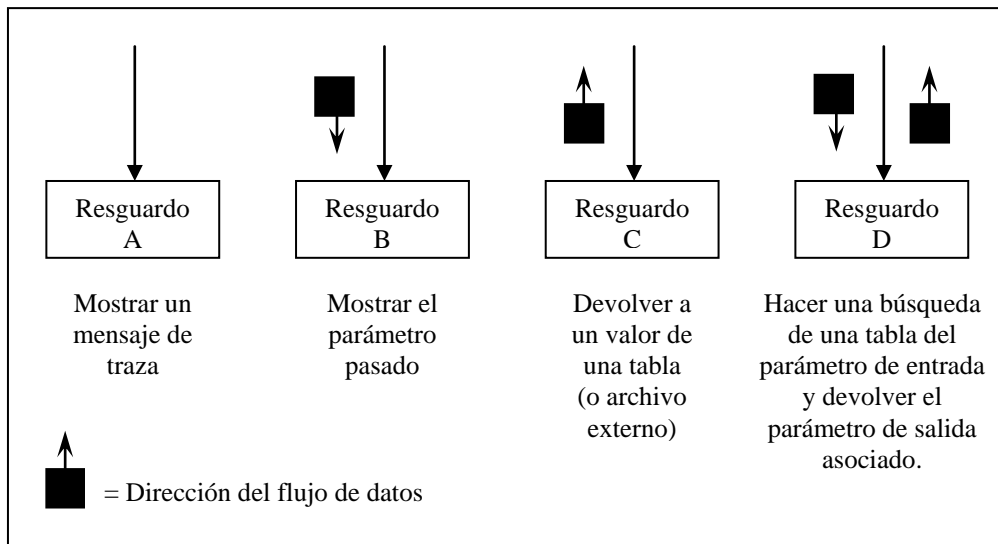 Resguardo
A
Mostrar un
mensaje de
traza
Resguardo
B
Mostrar el
parámetro
pasado
Resguardo
C
Devolver a
un valor de
una tabla
(o archivo
externo)
Resguardo
D
Hacer una búsqueda
de una tabla del
parámetro de entrada
y devolver el
parámetro de salida
asociado.
= Dirección del flujo de datos